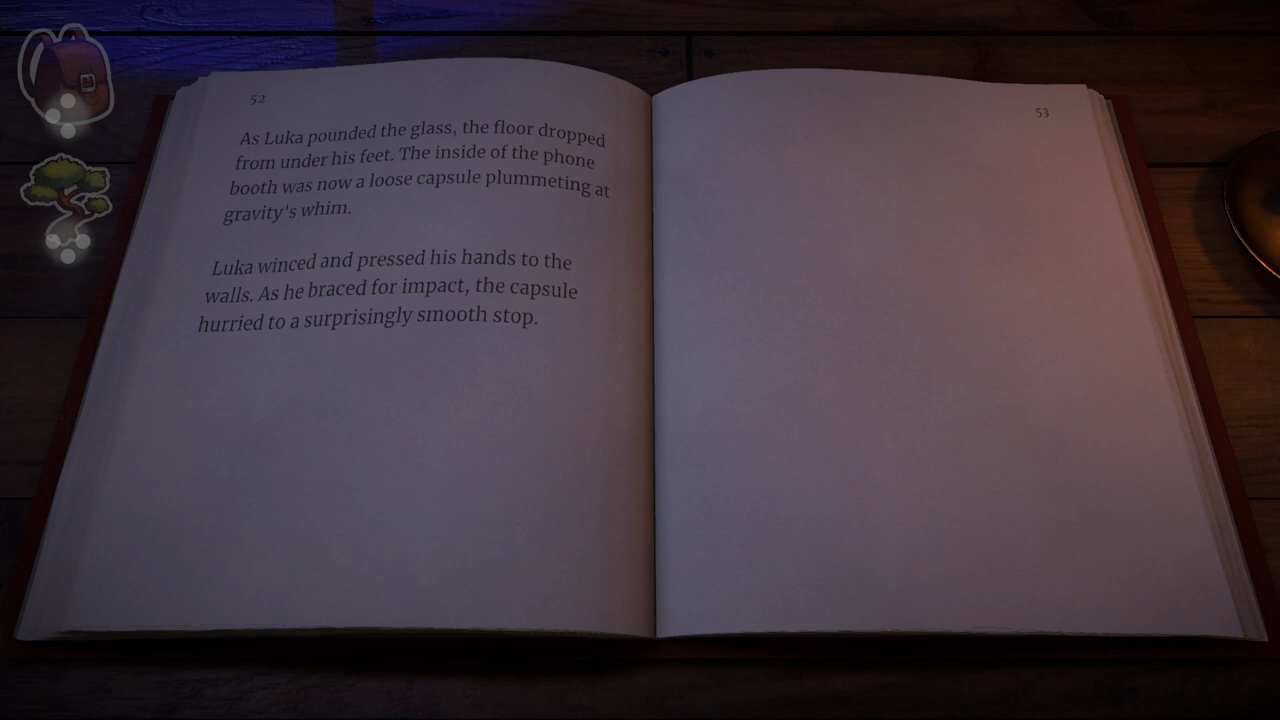 52
As Luka pounded the glass, the floor dropped
from under his feet. The inside of the phone
booth was now a loose capsule plummeting at
gravity's whim.
Luka winced and pressed his hands to the
walls. As he braced for impact, the capsule
hurried to a surprisingly smooth stop.
53